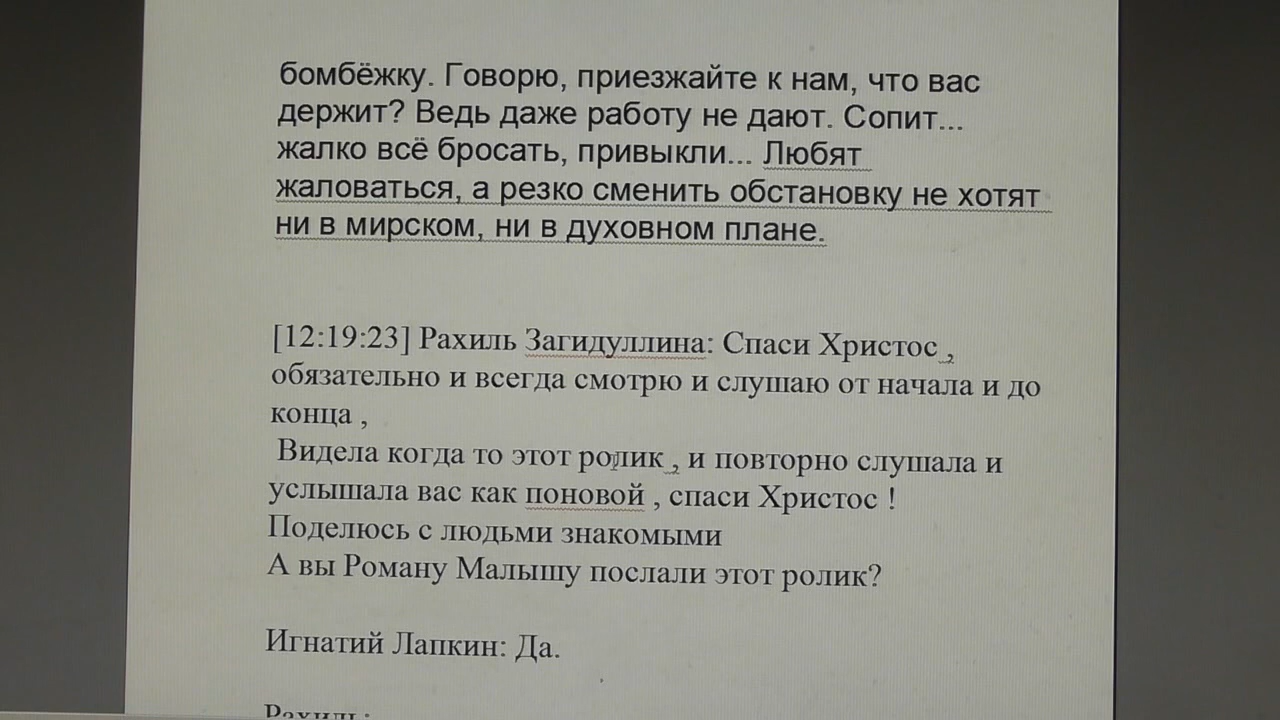 бомбёжку. Говорю, приезжайте к нам, что вас
держит? Ведь даже работу не дают. Сопит...
жалко всё бросать, привыкли... Любят
жаловаться, а резко сменить обстановку не хотят
ни в мирском, ни в духовном плане.
[12:19:23] Рахиль Загидуллина: Спаси Христос ,
обязательно и всегда смотрю и слушаю от начала и до
конца ,
Видела когда то этот ролик , и повторно слушала и
услышала вас как поновой , спаси Христос !
Поделюсь с людьми знакомыми
А вы Роману Малышу послали этот ролик?
Игнатий Лапкин: Да.
Рахиль: